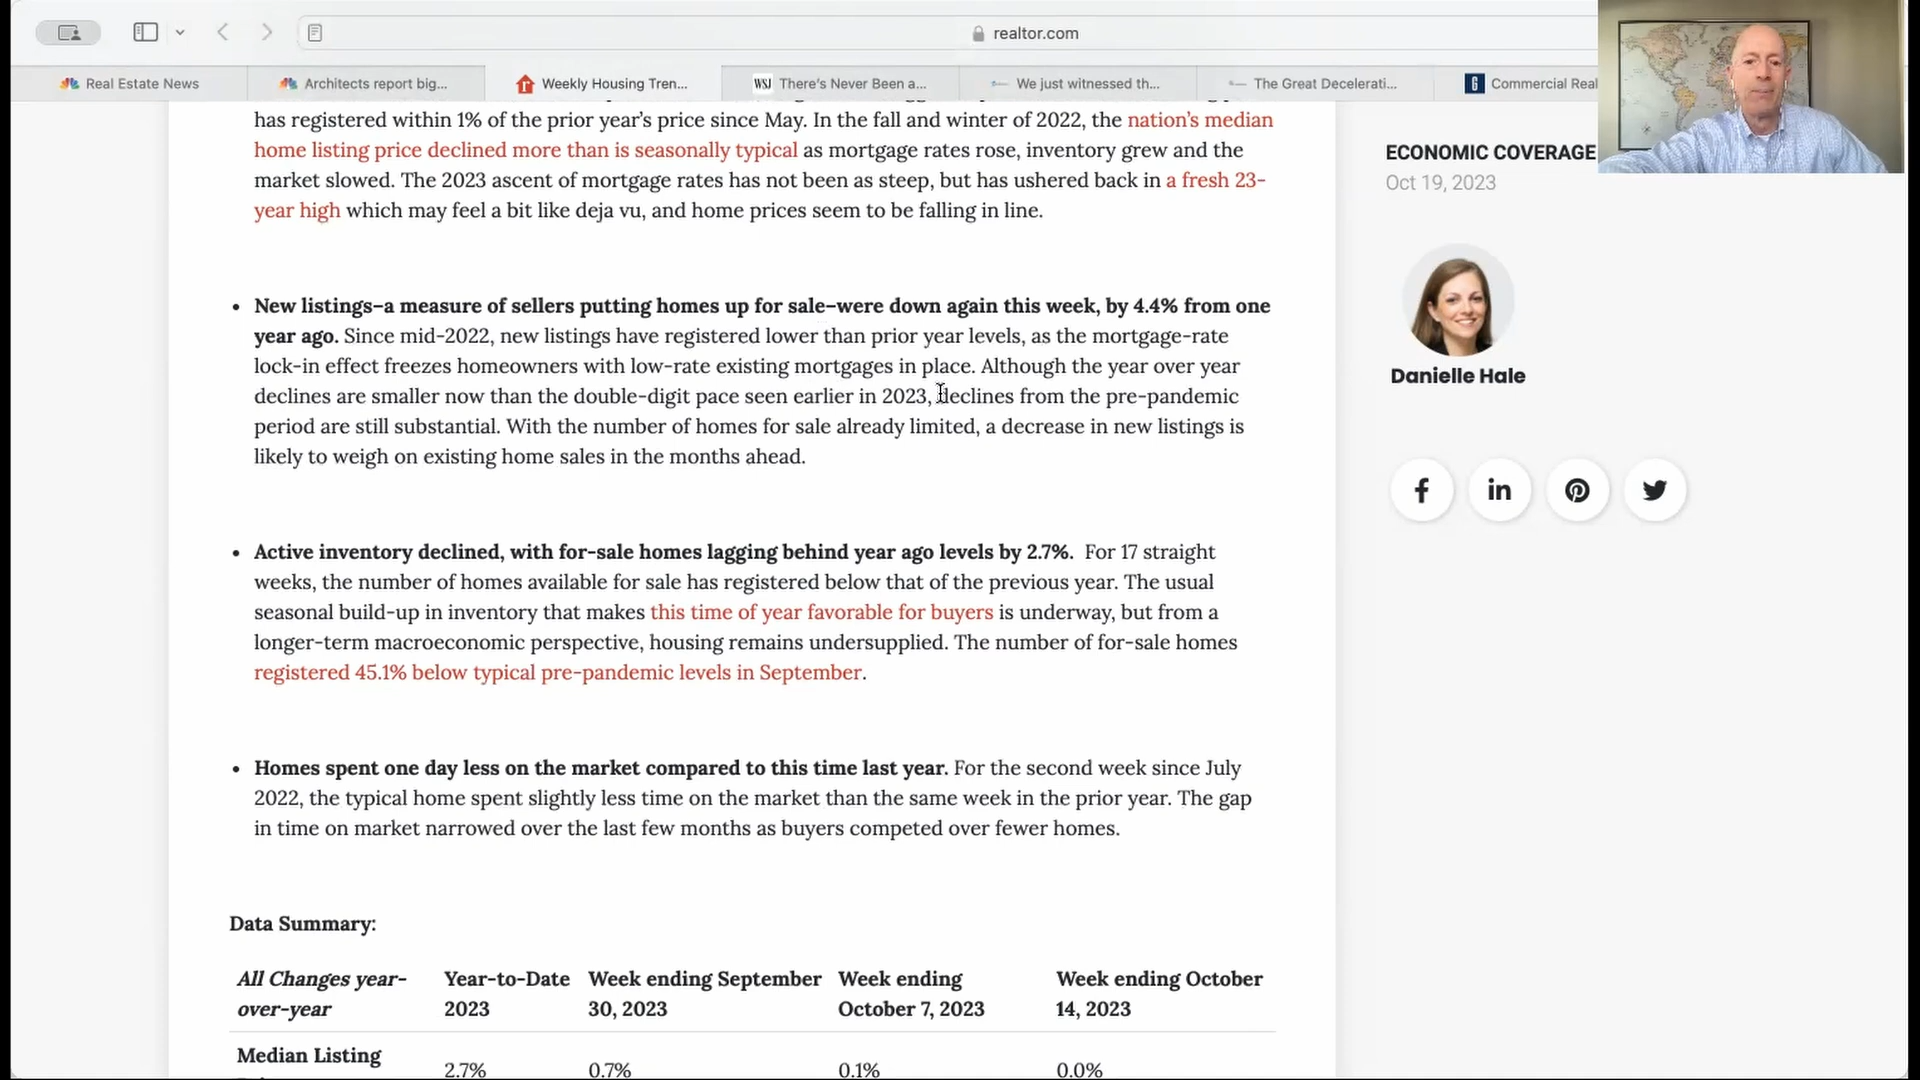 realtor.com
Real Estate News
Architects report big...
Weekly Housing Tren...
WSJ There's Never Been a...
We just witnessed th...
The Great Decelerati...
G Commercial Real
has registered within 1% of the prior year's price since May. In the fall and winter of 2022, the nation's median
home listing price declined more than is seasonally typical as mortgage rates rose, inventory grew and the
market slowed. The 2023 ascent of mortgage rates has not been as steep, but has ushered back in a fresh 23-
year high which may feel a bit like deja vu, and home prices seem to be falling in line.
• New listings–a measure of sellers putting homes up for sale–were down again this week, by 4.4% from one
year ago. Since mid-2022, new listings have registered lower than prior year levels, as the mortgage-rate
lock-in effect freezes homeowners with low-rate existing mortgages in place. Although the year over year
declines are smaller now than the double-digit pace seen earlier in 2023, declines from the pre-pandemic
period are still substantial. With the number of homes for sale already limited, a decrease in new listings is
likely to weigh on existing home sales in the months ahead.
• Active inventory declined, with for-sale homes lagging behind year ago levels by 2.7%. For 17 straight
weeks, the number of homes available for sale has registered below that of the previous year. The usual
seasonal build-up in inventory that makes this time of year favorable for buyers is underway, but from a
longer-term macroeconomic perspective, housing remains undersupplied. The number of for-sale homes
registered 45.1% below typical pre-pandemic levels in September.
• Homes spent one day less on the market compared to this time last year. For the second week since July
2022, the typical home spent slightly less time on the market than the same week in the prior year. The gap
in time on market narrowed over the last few months as buyers competed over fewer homes.
Data Summary:
All Changes year-
over-year
Year-to-Date
2023
Week ending September
30, 2023
Week ending
October 7, 2023
Week ending October
14, 2023
Median Listing
2.7% 0.7% 0.1% 0.0%
ECONOMIC COVERAGE
Oct 19, 2023
Danielle Hale